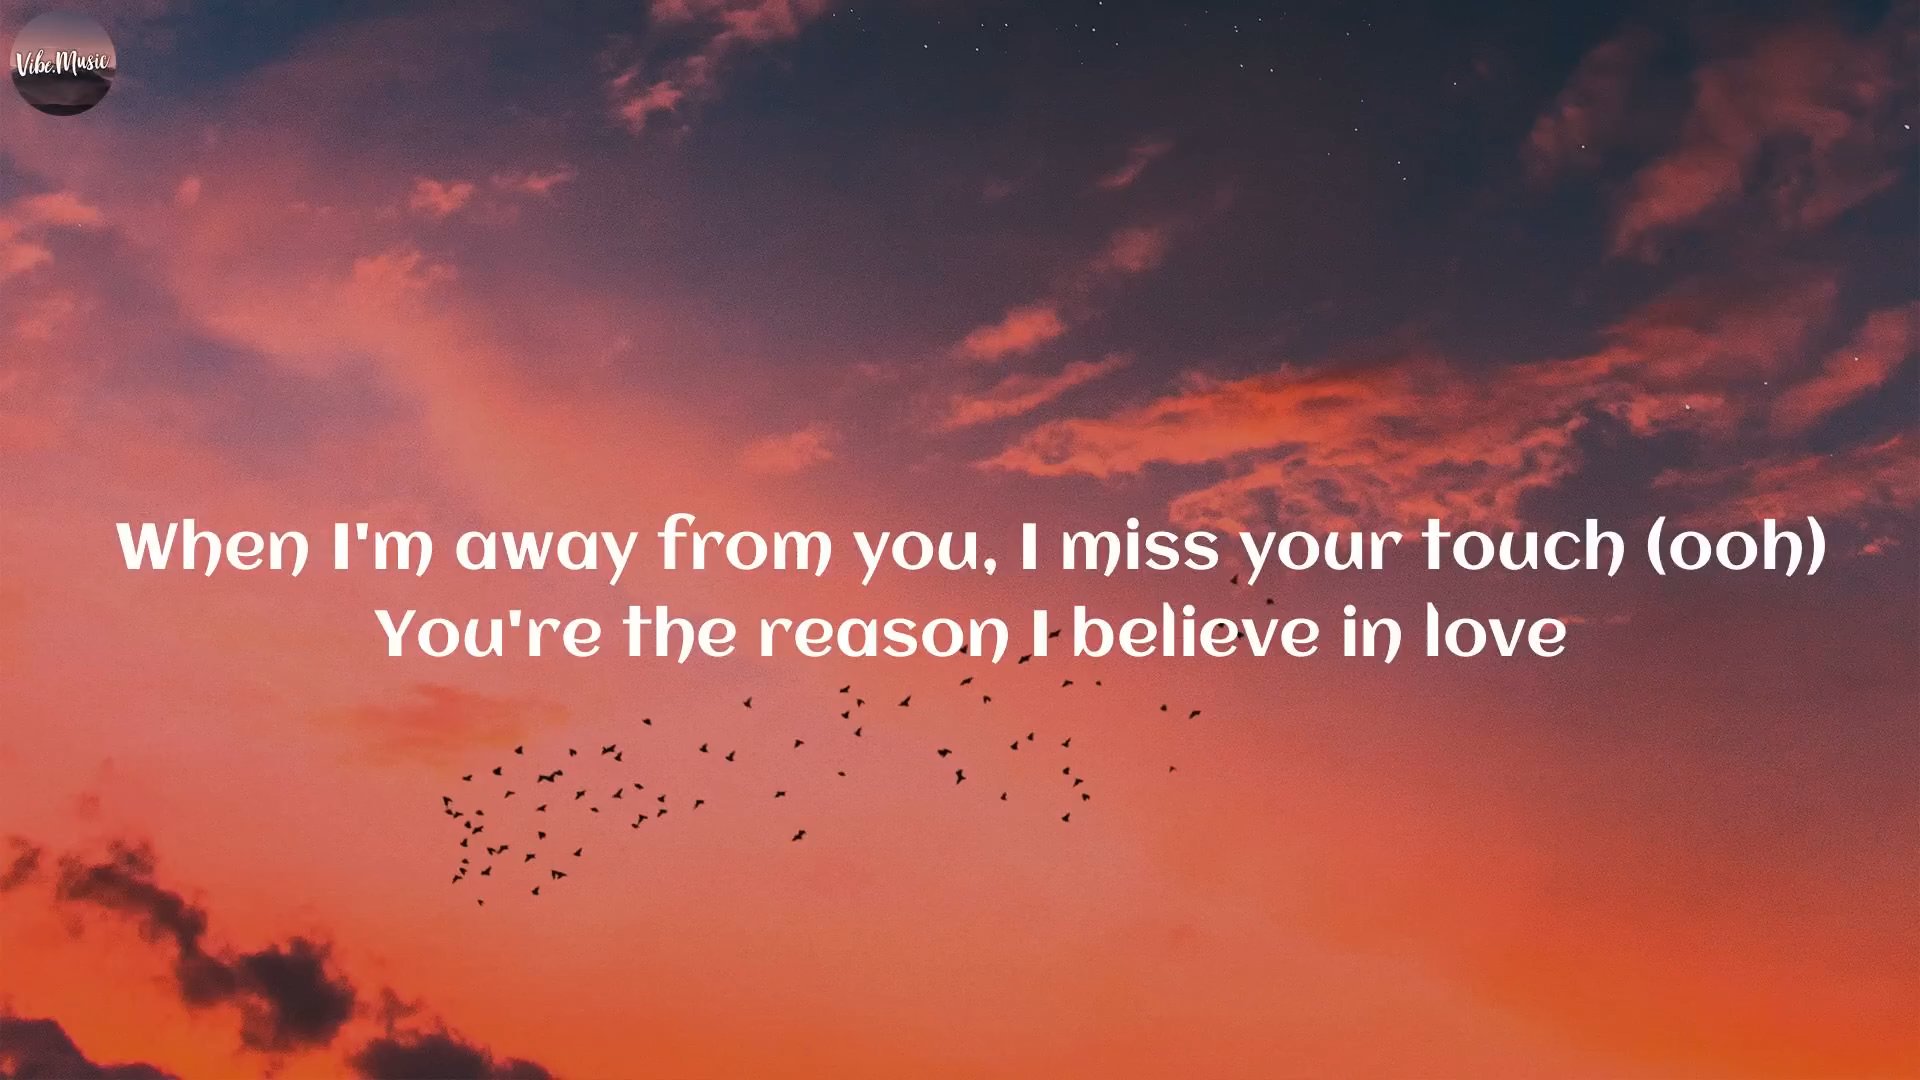 Vibe.Music
When I'm away from you, I miss your touch (ooh)
You're the reason I believe in love